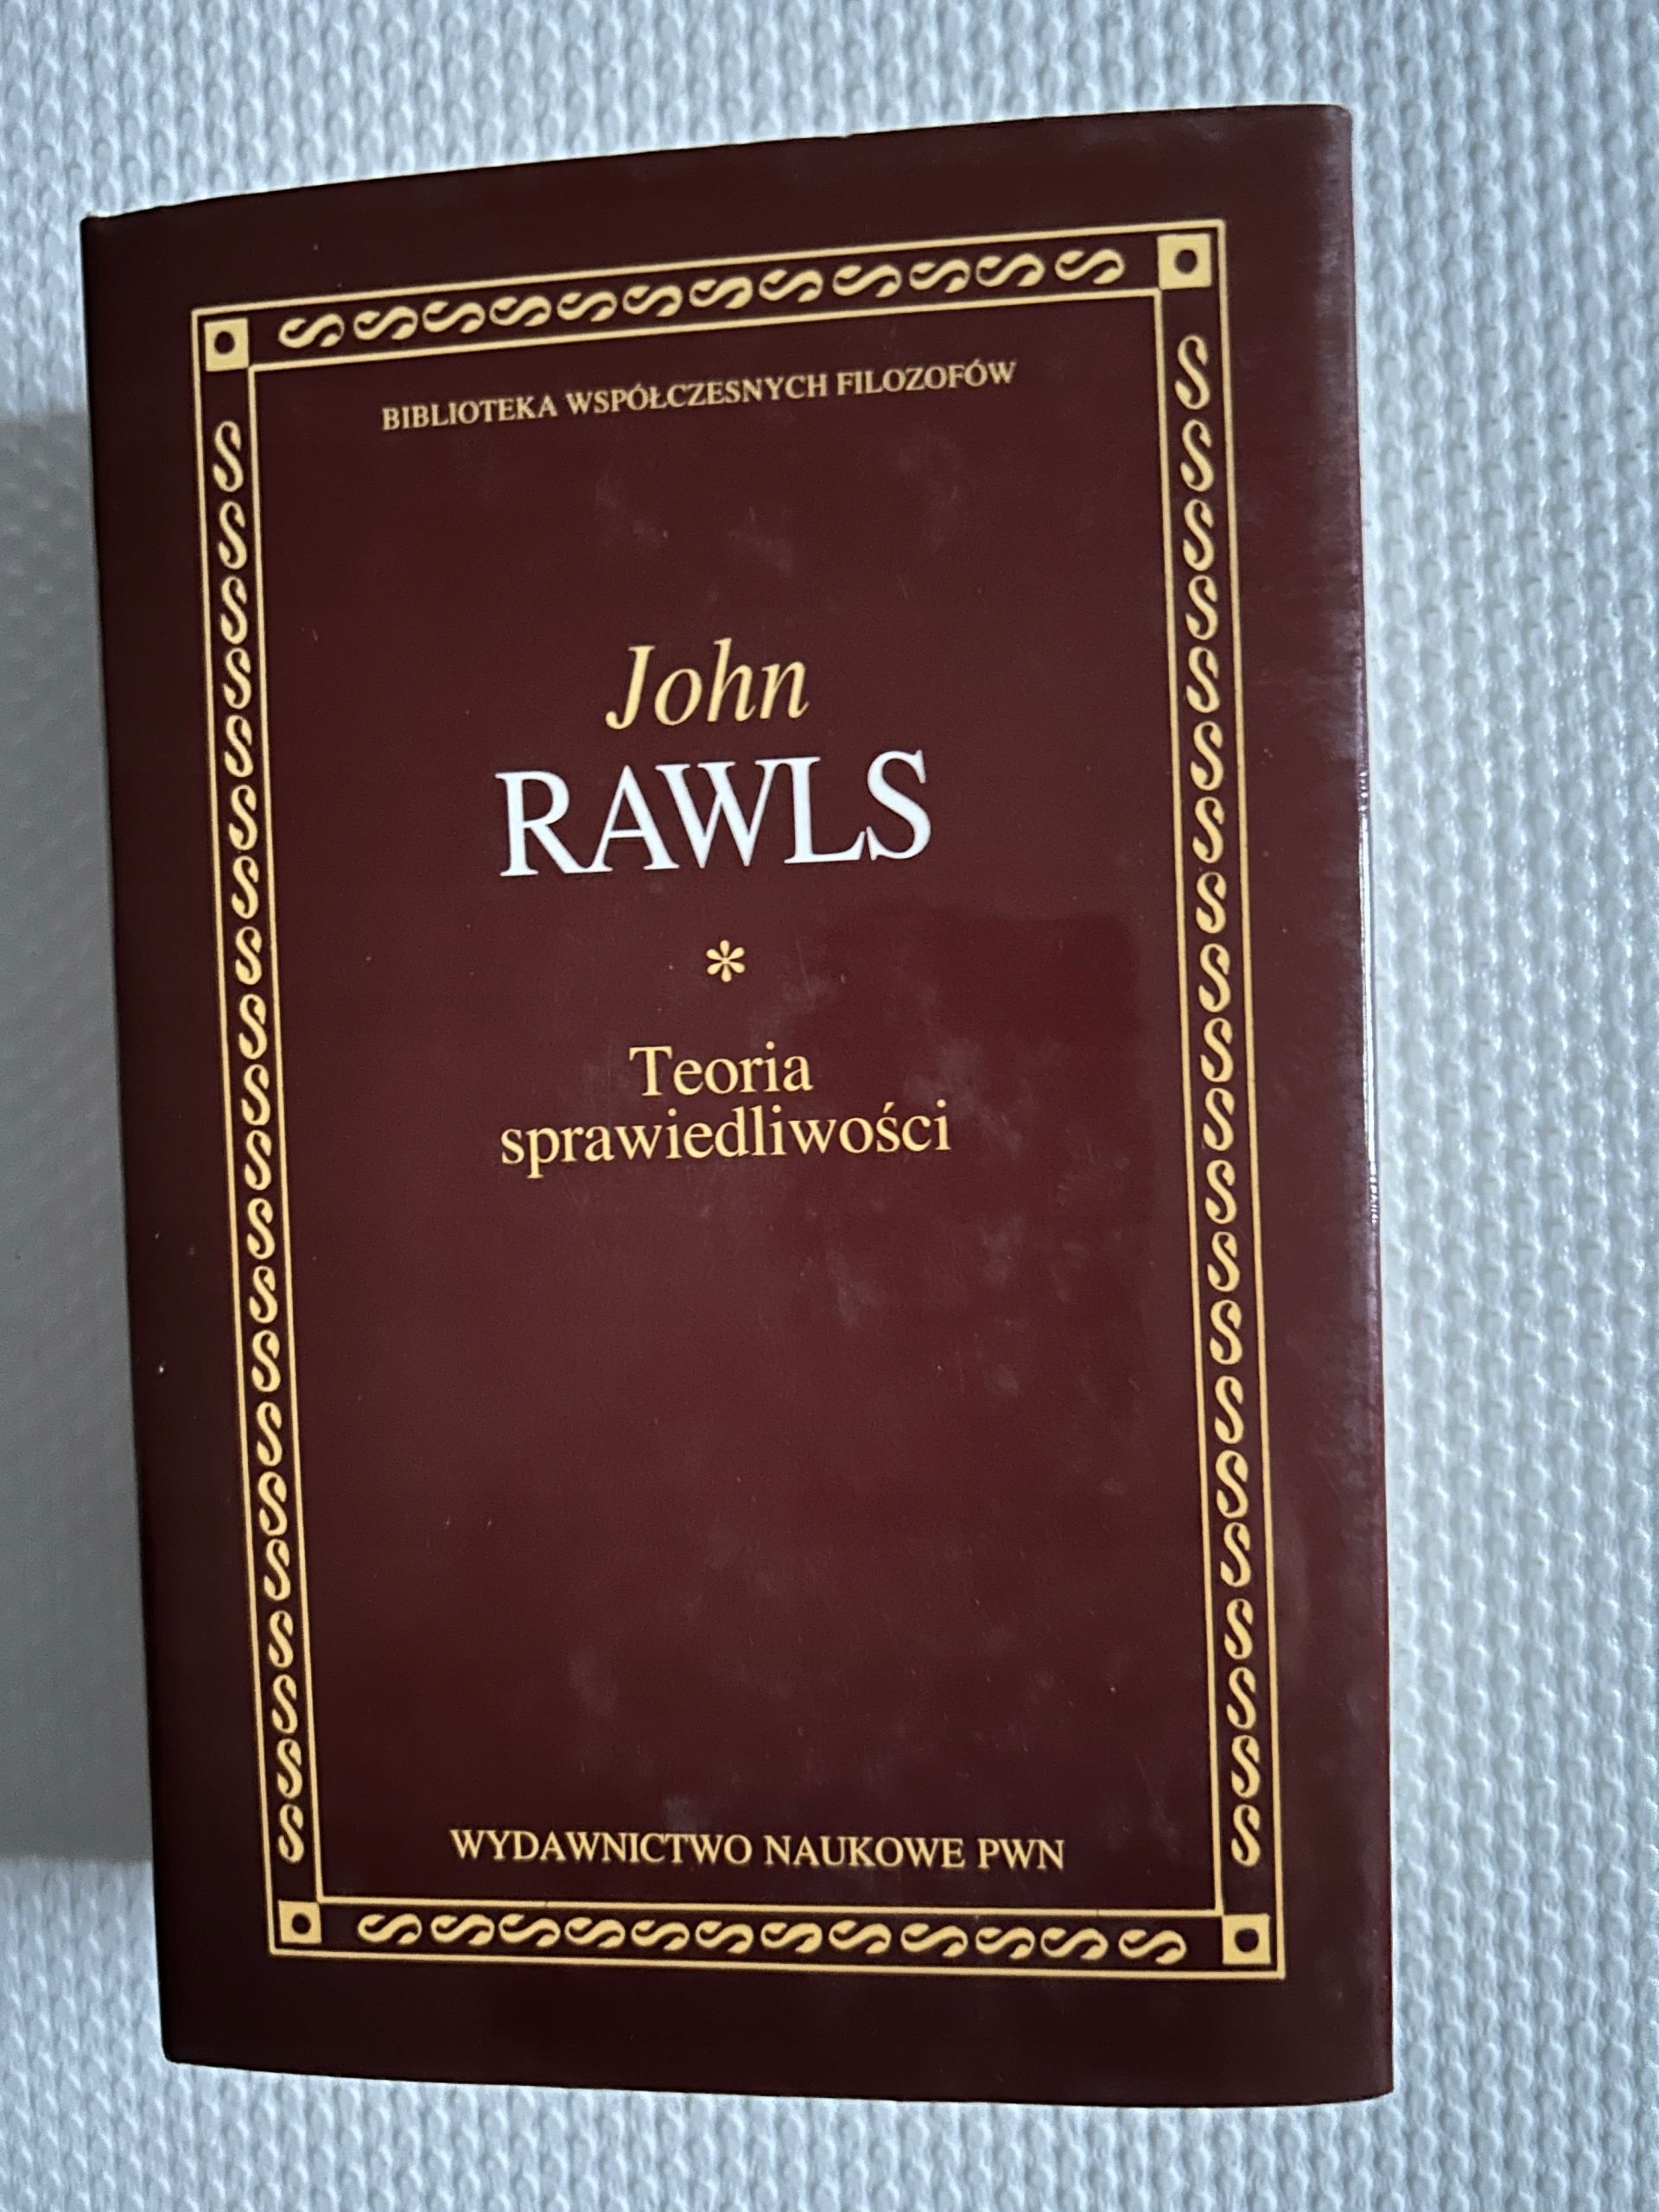 BIBLIOTEKA WSPÓŁCZESNYCH FILOZOFÓW
John
RAWLS
*
Teoria
sprawiedliwości
WYDAWNICTWO NAUKOWE PWN